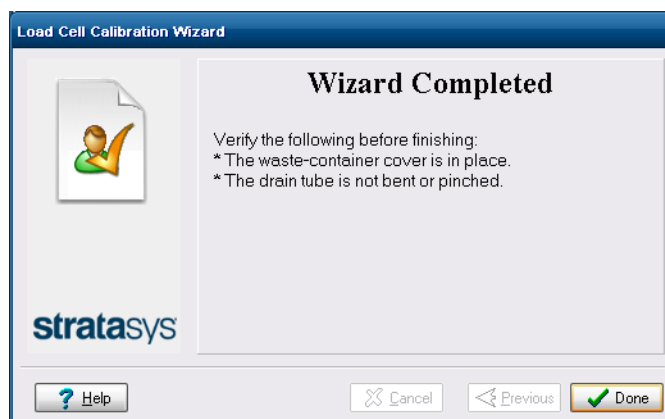 Load Cell Calibration Wizard
Wizard Completed
Verify the following before finishing:
* The waste-container cover is in place.
* The drain tube is not bent or pinched.
stratasys
? Help
Cancel
Previous
Done